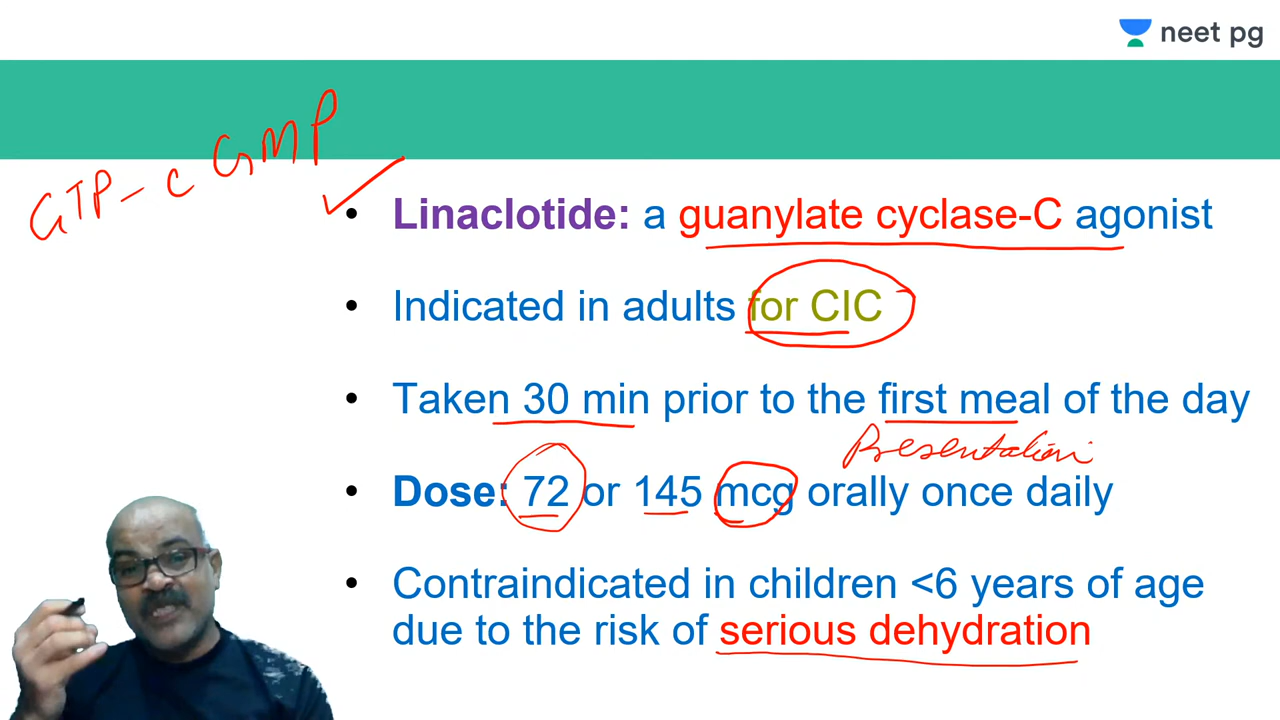 neet pg
GTP – c GMP
• Linaclotide: a guanylate cyclase-C agonist
• Indicated in adults for CIC
• Taken 30 min prior to the first meal of the day
Presentation
• Dose: 72 or 145 mcg orally once daily
• Contraindicated in children <6 years of age
due to the risk of serious dehydration